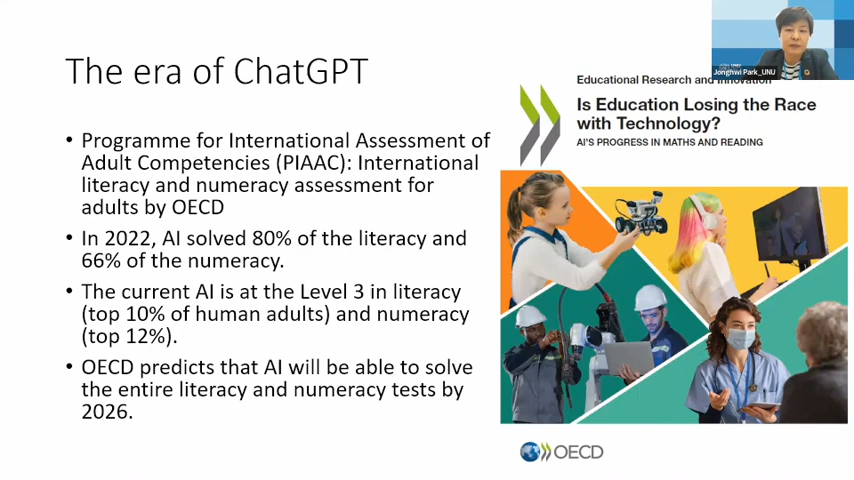 The era of ChatGPT
• Programme for International Assessment of
Adult Competencies (PIAAC): International
literacy and numeracy assessment for
adults by OECD
• In 2022, AI solved 80% of the literacy and
66% of the numeracy.
• The current AI is at the Level 3 in literacy
(top 10% of human adults) and numeracy
(top 12%).
• OECD predicts that AI will be able to solve
the entire literacy and numeracy tests by
2026.
Jonghwi Park_UNU
Educational Research and Innovation
Is Education Losing the Race
with Technology?
AI'S PROGRESS IN MATHS AND READING
OECD